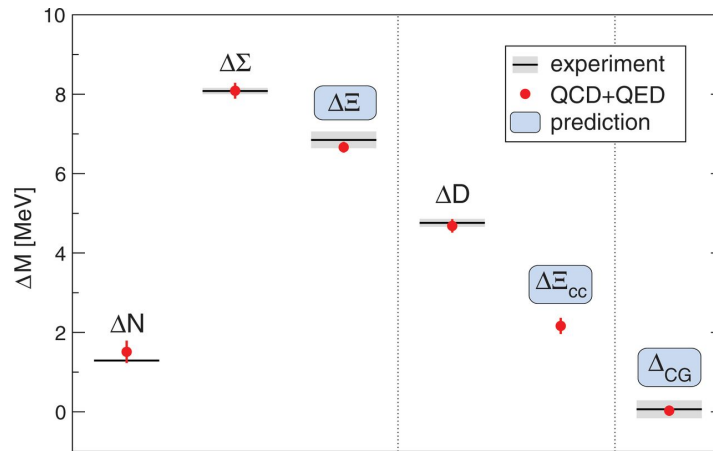 10
8
6
4
2
0
ΔM [MeV]
ΔN
ΔΣ
ΔΞ
ΔD
ΔΞcc
ΔCG
experiment
QCD+QED
prediction